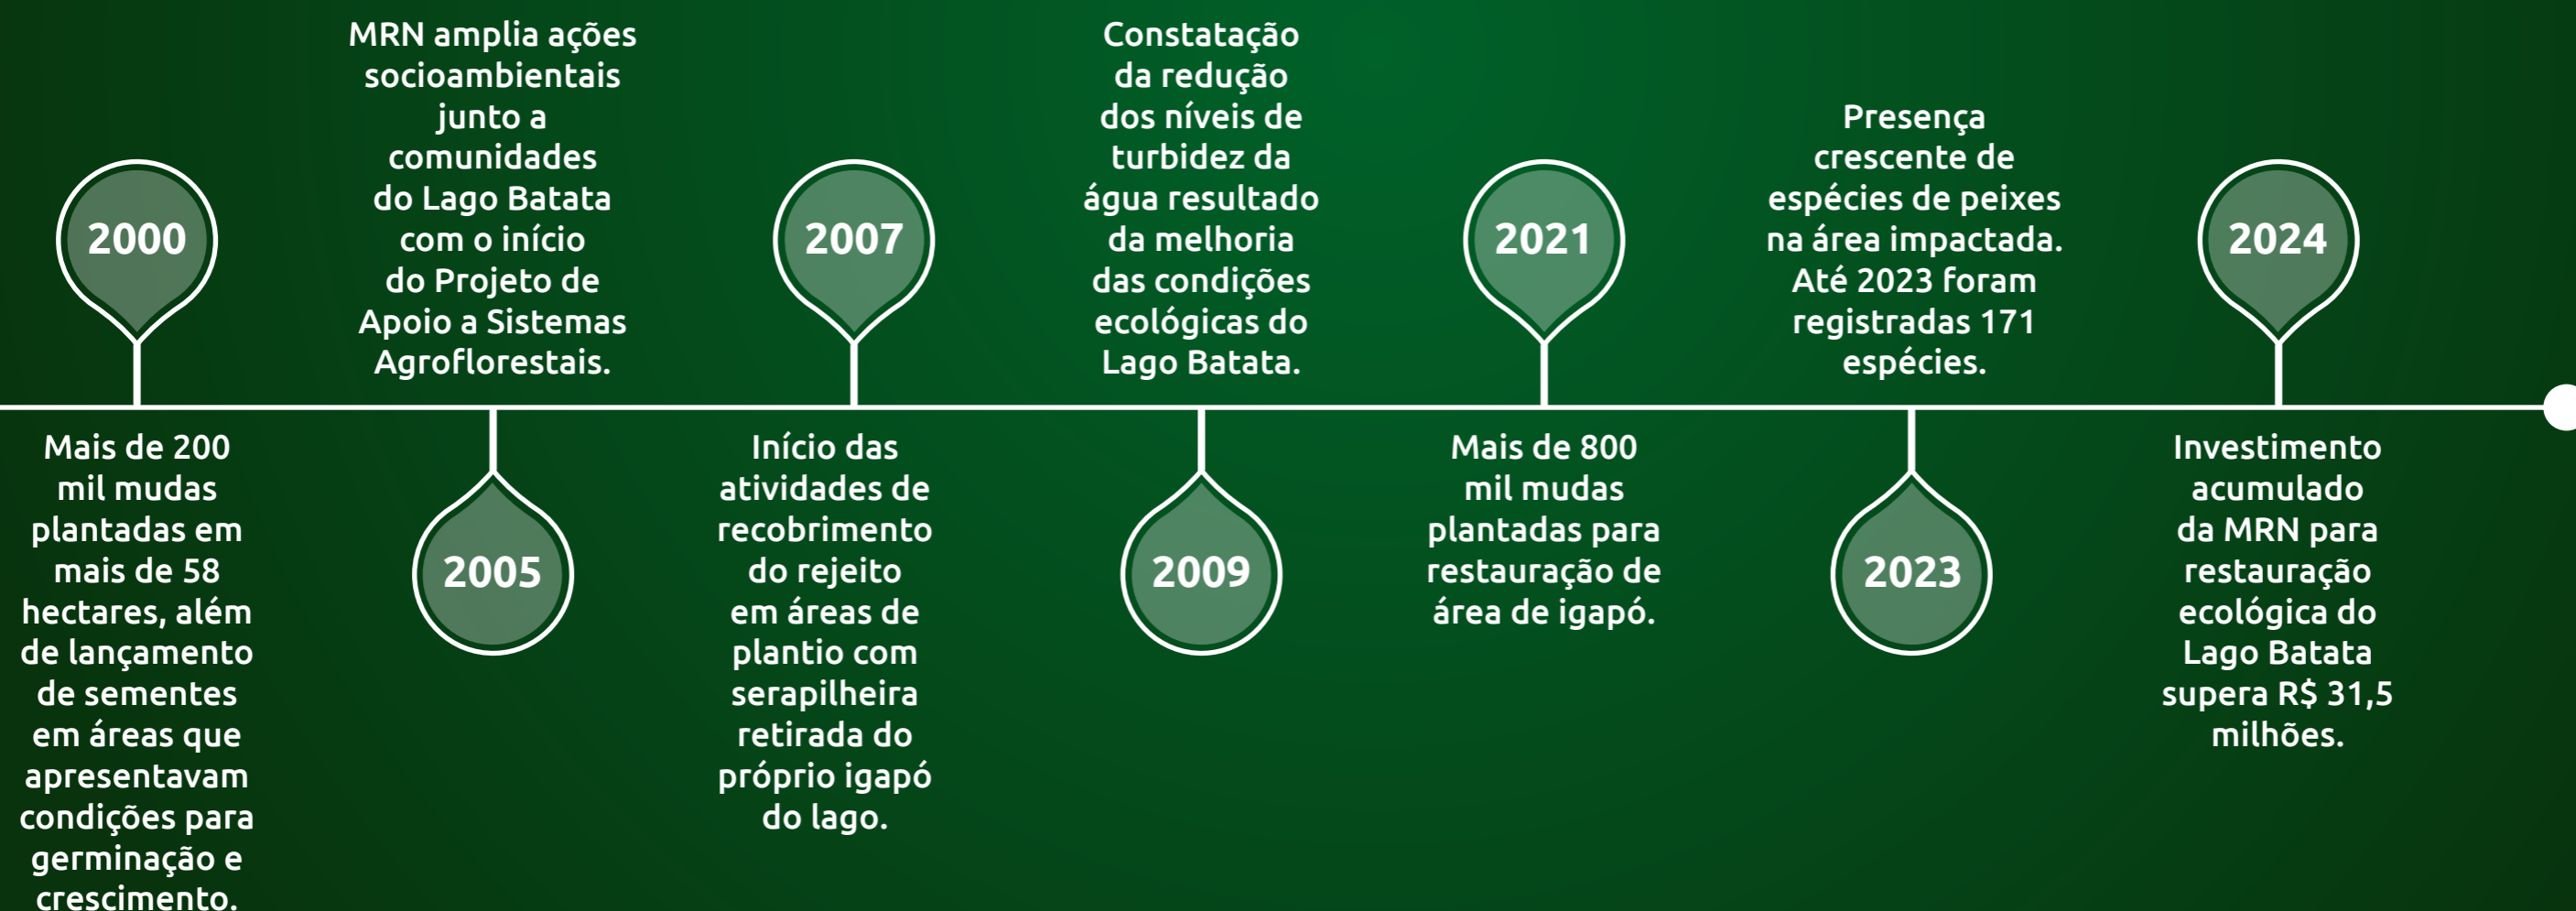 2000
Mais de 200
mil mudas
plantadas em
mais de 58
hectares, além
de lançamento
de sementes
em áreas que
apresentavam
condições para
germinação e
crescimento.
MRN amplia ações
socioambientais
junto a
comunidades
do Lago Batata
com o início
do Projeto de
Apoio a Sistemas
Agroflorestais.
2005
2007
Início das
atividades de
recobrimento
do rejeito
em áreas de
plantio com
serapilheira
retirada do
próprio igapó
do lago.
Constatação
da redução
dos níveis de
turbidez da
água resultado
da melhoria
das condições
ecológicas do
Lago Batata.
2009
2021
Mais de 800
mil mudas
plantadas para
restauração de
área de igapó.
Presença
crescente de
espécies de peixes
na área impactada.
Até 2023 foram
registradas 171
espécies.
2023
2024
Investimento
acumulado
da MRN para
restauração
ecológica do
Lago Batata
supera R$ 31,5
milhões.